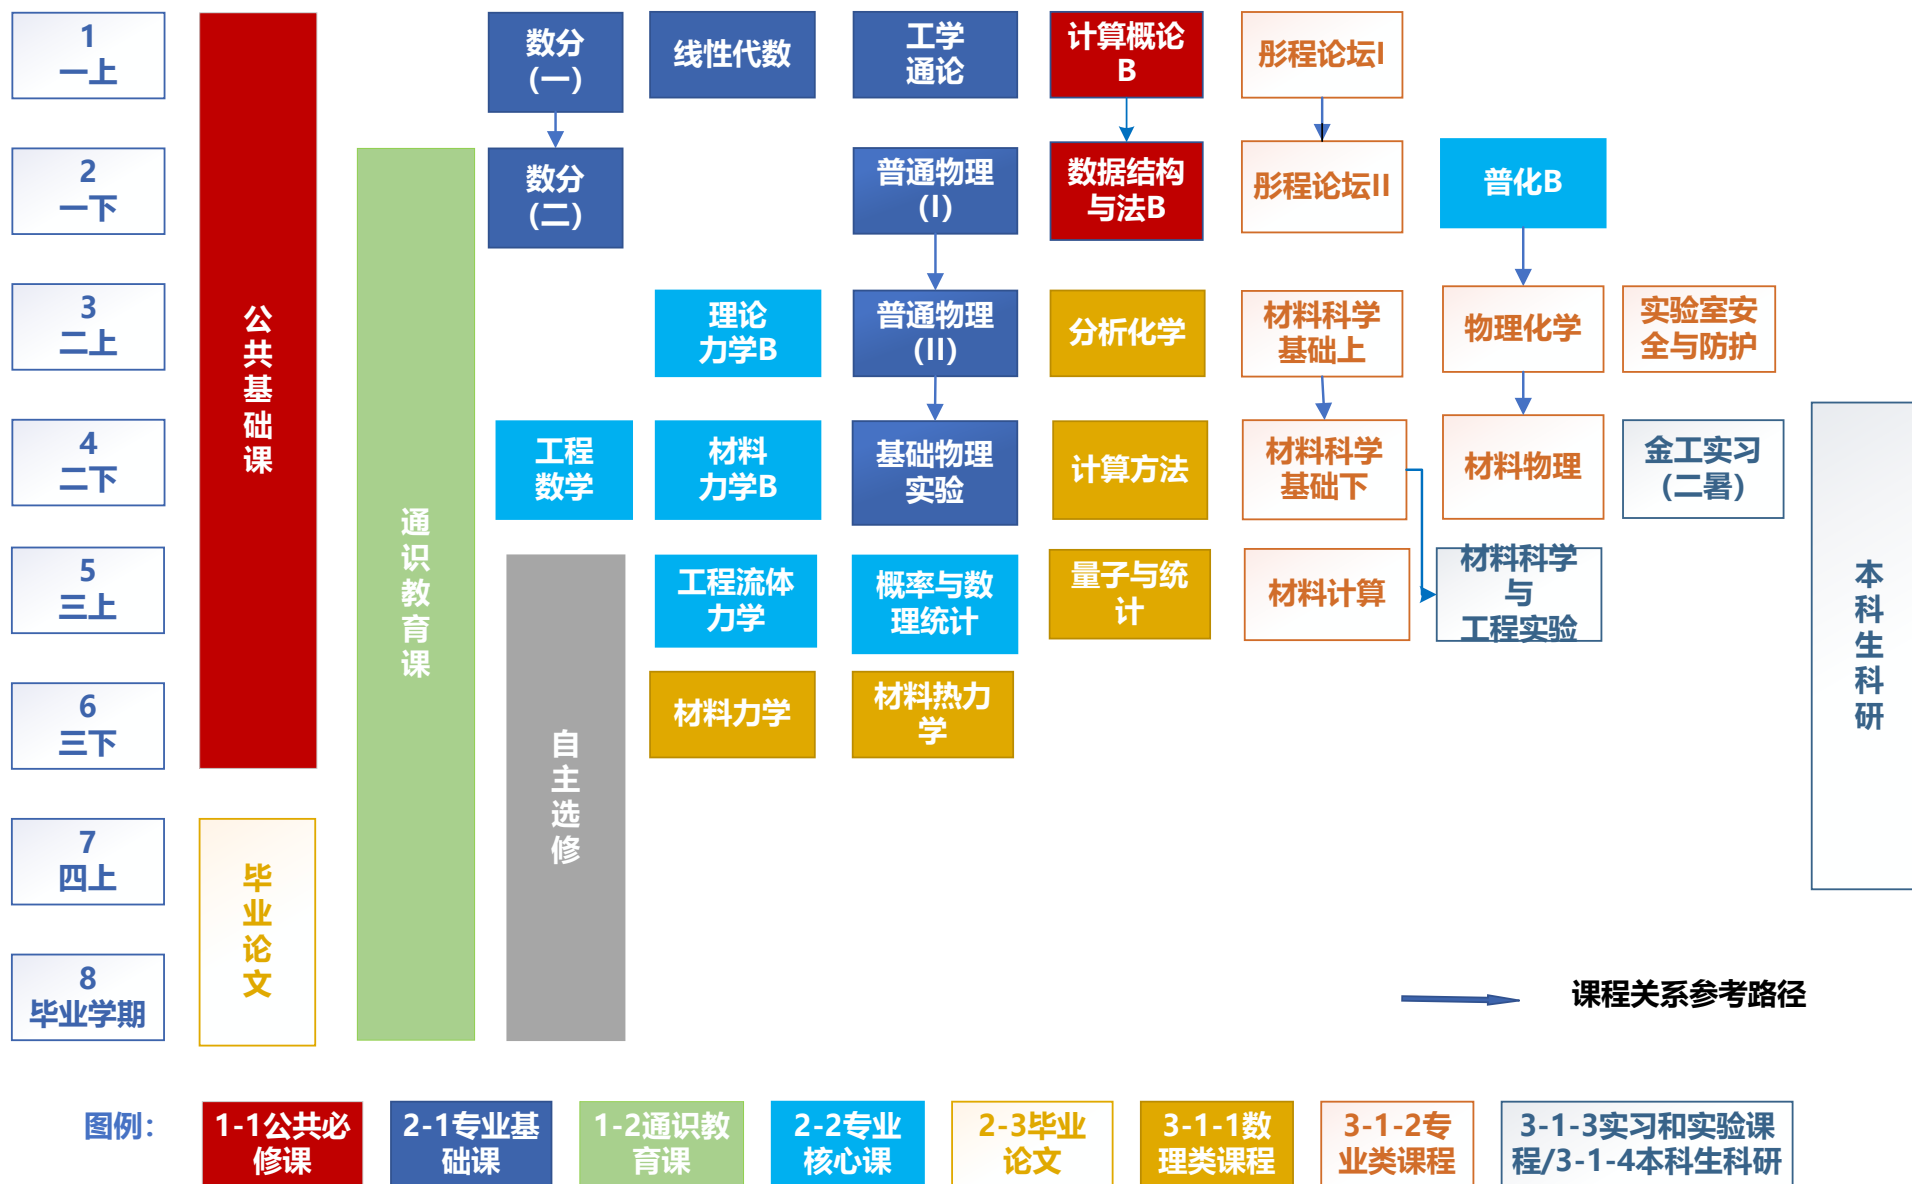 1
一上
数分
(一)
线性代数
工学
通论
计算概论
B
彤程论坛I
2
一下
数分
(二)
普通物理
(I)
数据结构
与法B
彤程论坛II
普化B
3
二上
理论
力学B
普通物理
(II)
分析化学
材料科学
基础上
物理化学
实验室安
全与防护
4
二下
工程
数学
材料
力学B
基础物理
实验
计算方法
材料科学
基础下
材料物理
金工实习
（二暑）
5
三上
工程流体
力学
概率与数
理统计
量子与统
计
材料计算
材料科学
与
工程实验
6
三下
材料力学
材料热力
学
7
四上
8
毕业学期
公
共
基
础
课
毕
业
论
文
通
识
教
育
课
自
主
选
修
本
科
生
科
研
课程关系参考路径
图例：
1-1公共必
修课
2-1专业基
础课
1-2通识教
育课
2-2专业
核心课
2-3毕业
论文
3-1-1数
理类课程
3-1-2专
业类课程
3-1-3实习和实验课
程/3-1-4本科生科研